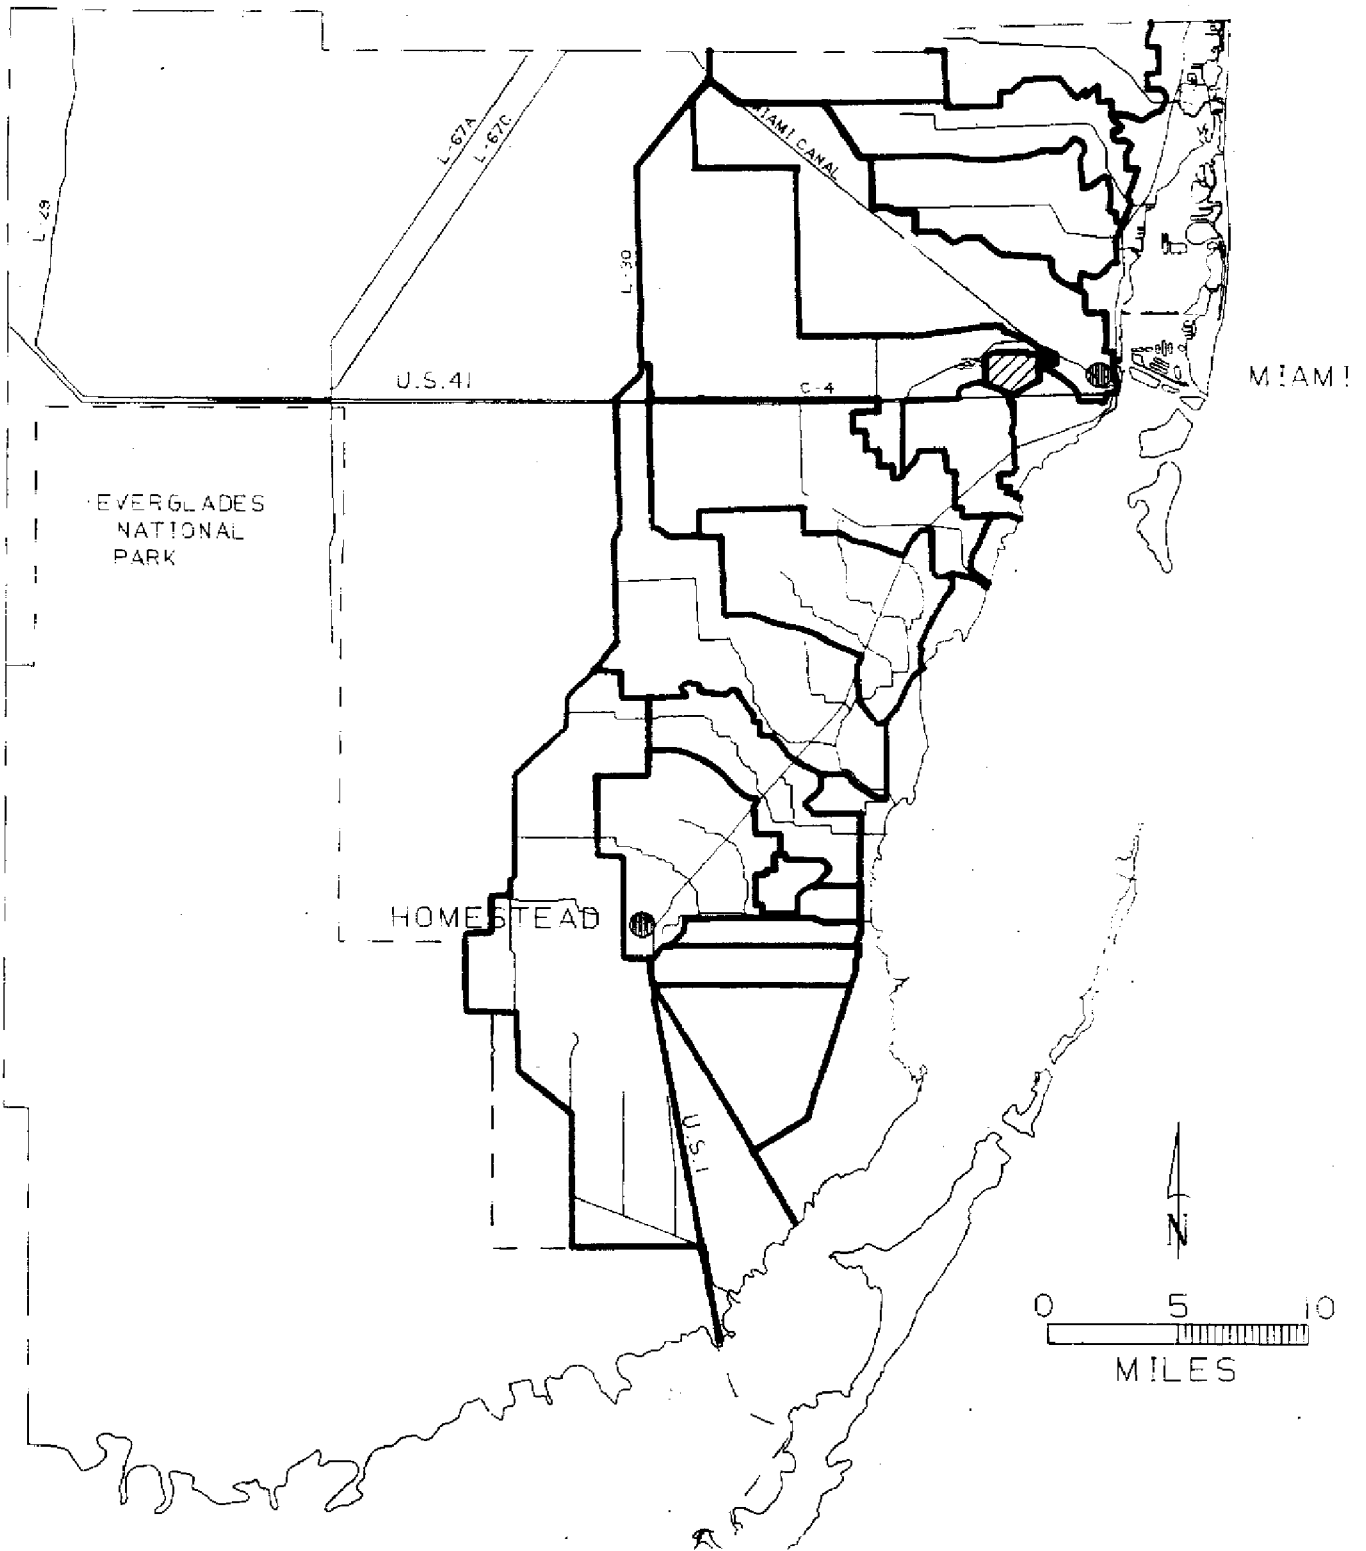 L-67A
L-67C
MIAMI CANAL
L-29
L-30
U.S.41
C-4
MIAMI
EVERGLADES
NATIONAL
PARK
HOMESTEAD
U.S.1
N
0 5 10
MILES